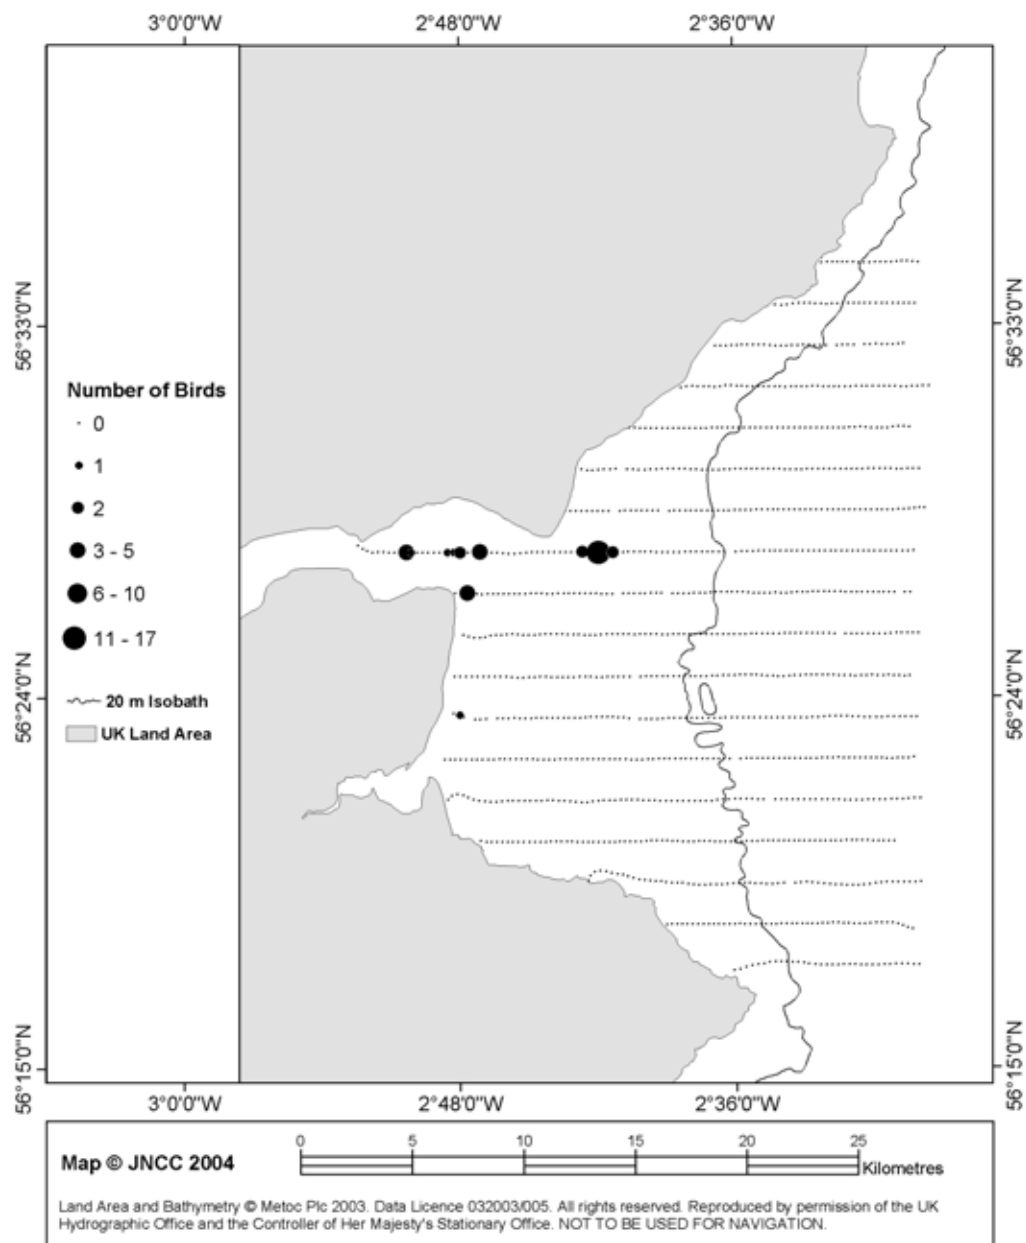 3°0'0"W 2°48'0"W 2°36'0"W
56°33'0"N 56°33'0"N
Number of Birds
0
1
2
3 - 5
6 - 10
11 - 17
20 m Isobath
UK Land Area
56°24'0"N 56°24'0"N
56°15'0"N 56°15'0"N
3°0'0"W 2°48'0"W 2°36'0"W
0 5 10 15 20 25
Map © JNCC 2004
Kilometres
Land Area and Bathymetry © Metoc Plc 2003. Data Licence 032003/005. All rights reserved. Reproduced by permission of the UK
Hydrographic Office and the Controller of Her Majesty's Stationary Office. NOT TO BE USED FOR NAVIGATION.